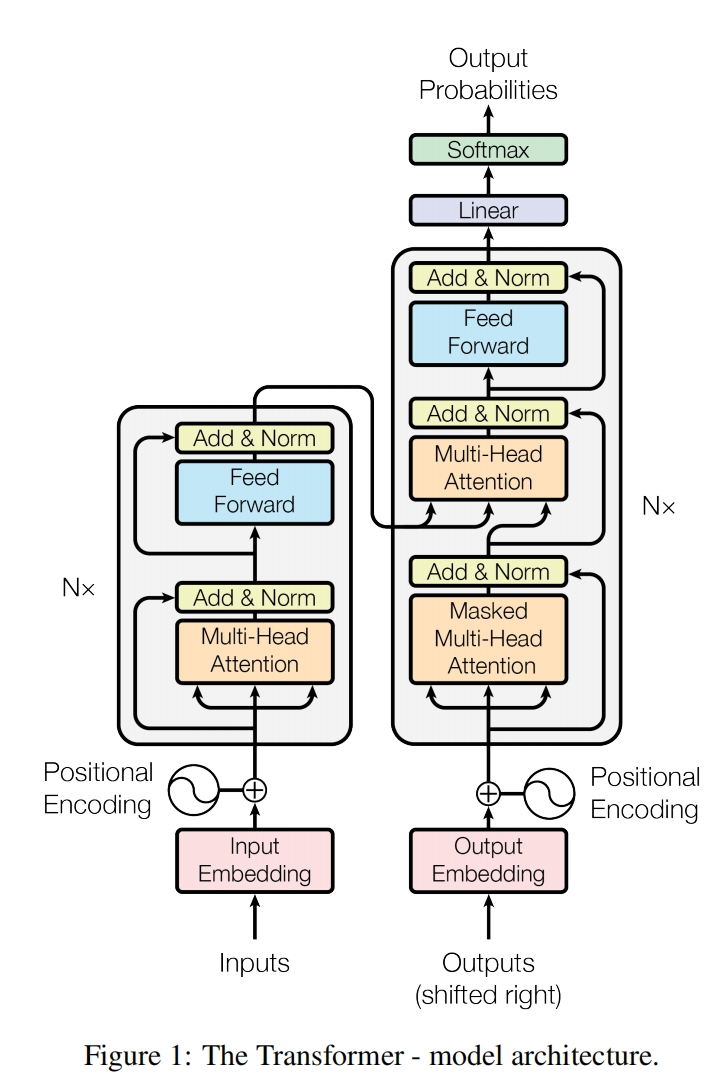 Output
Probabilities
Softmax
Linear
Add & Norm
Feed
Forward
Add & Norm
Multi-Head
Attention
Add & Norm
Masked
Multi-Head
Attention
N×
Add & Norm
Feed
Forward
Add & Norm
Multi-Head
Attention
N×
Positional
Encoding
Positional
Encoding
Input
Embedding
Output
Embedding
Inputs
Outputs
(shifted right)
Figure 1: The Transformer - model architecture.